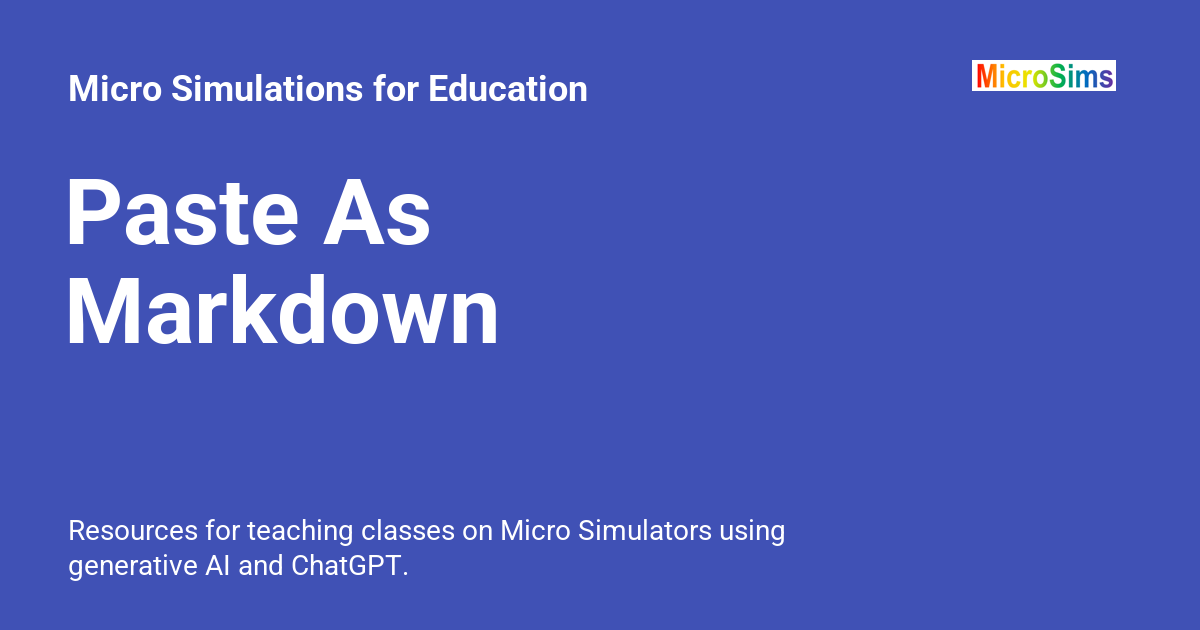 Micro Simulations for Education
MicroSims
Paste As
Markdown
Resources for teaching classes on Micro Simulators using
generative AI and ChatGPT.